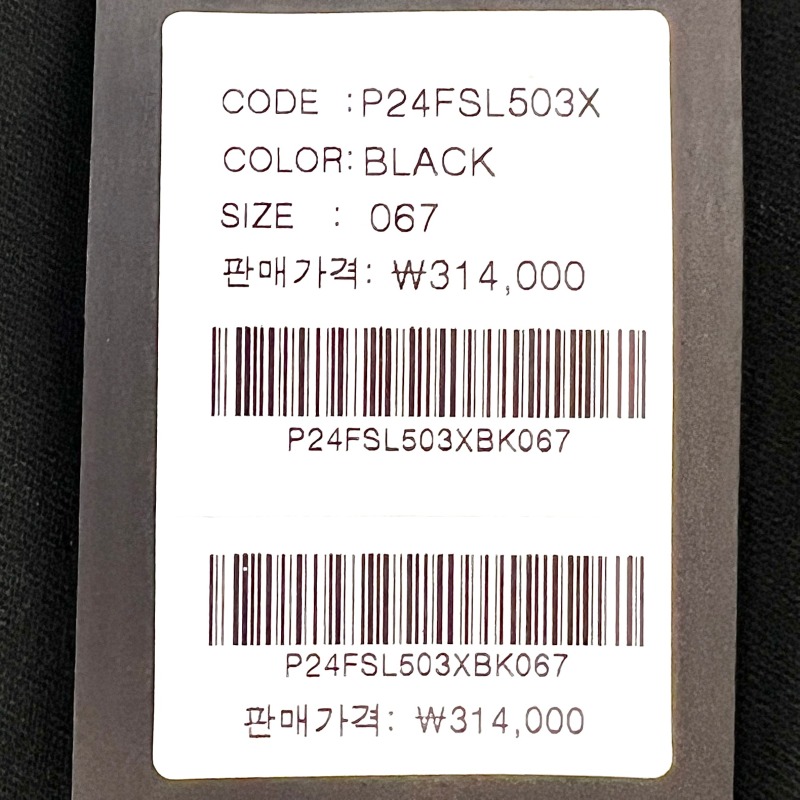 CODE :P24FSL503X
COLOR:BLACK
SIZE : 067
판매가격: ₩314,000
P24FSL503XBK067
P24FSL503XBK067
판매가격: ₩314,000